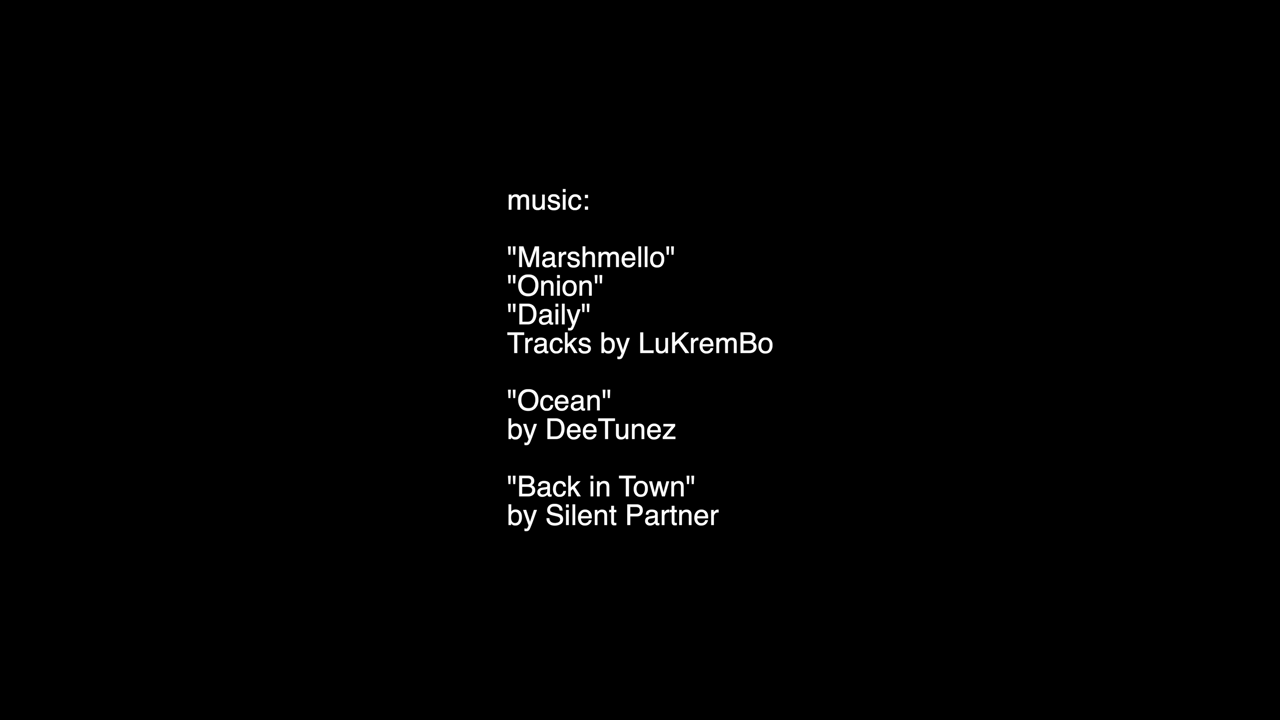 music:
"Marshmello"
"Onion"
"Daily"
Tracks by LuKremBo
"Ocean"
by DeeTunez
"Back in Town"
by Silent Partner